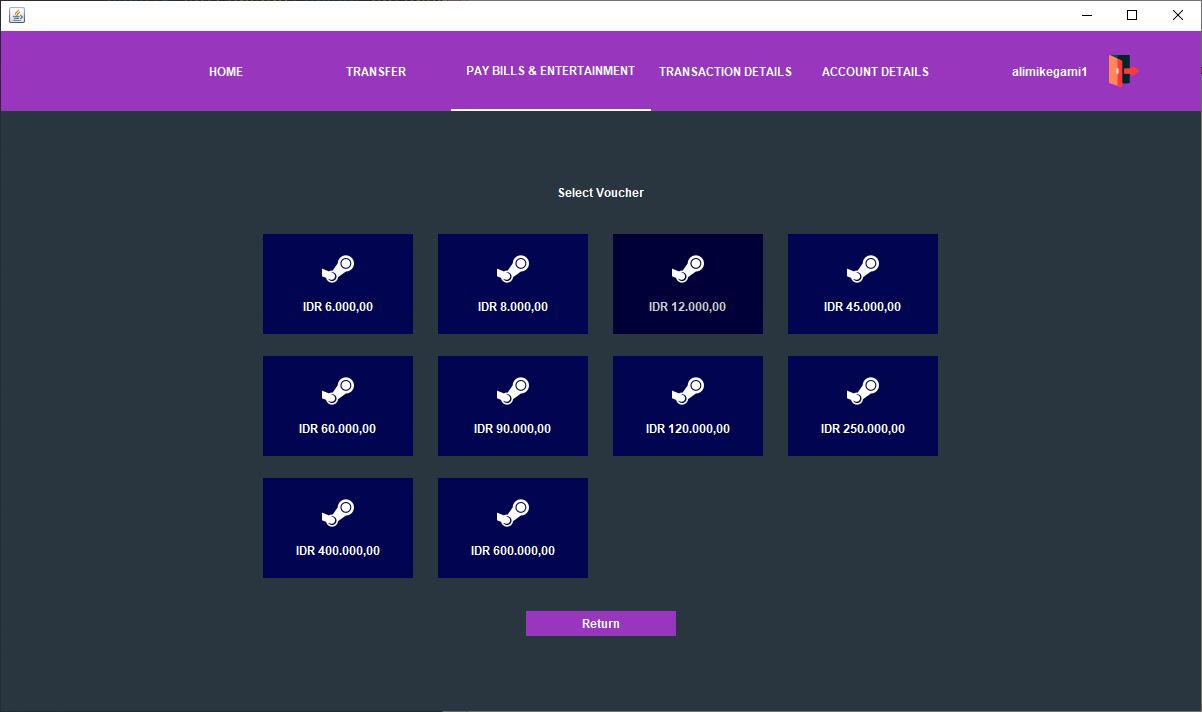 HOME
TRANSFER
PAY BILLS & ENTERTAINMENT
TRANSACTION DETAILS
ACCOUNT DETAILS
alimikegami1
Select Voucher
IDR 6.000,00
IDR 8.000,00
IDR 12.000,00
IDR 45.000,00
IDR 60.000,00
IDR 90.000,00
IDR 120.000,00
IDR 250.000,00
IDR 400.000,00
IDR 600.000,00
Return